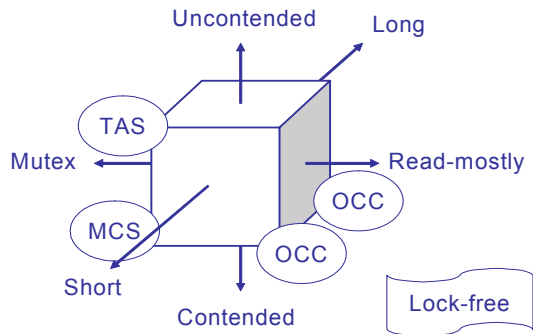 Uncontended
Long
TAS
Mutex
Read-mostly
OCC
MCS
OCC
Short
Contended
Lock-free